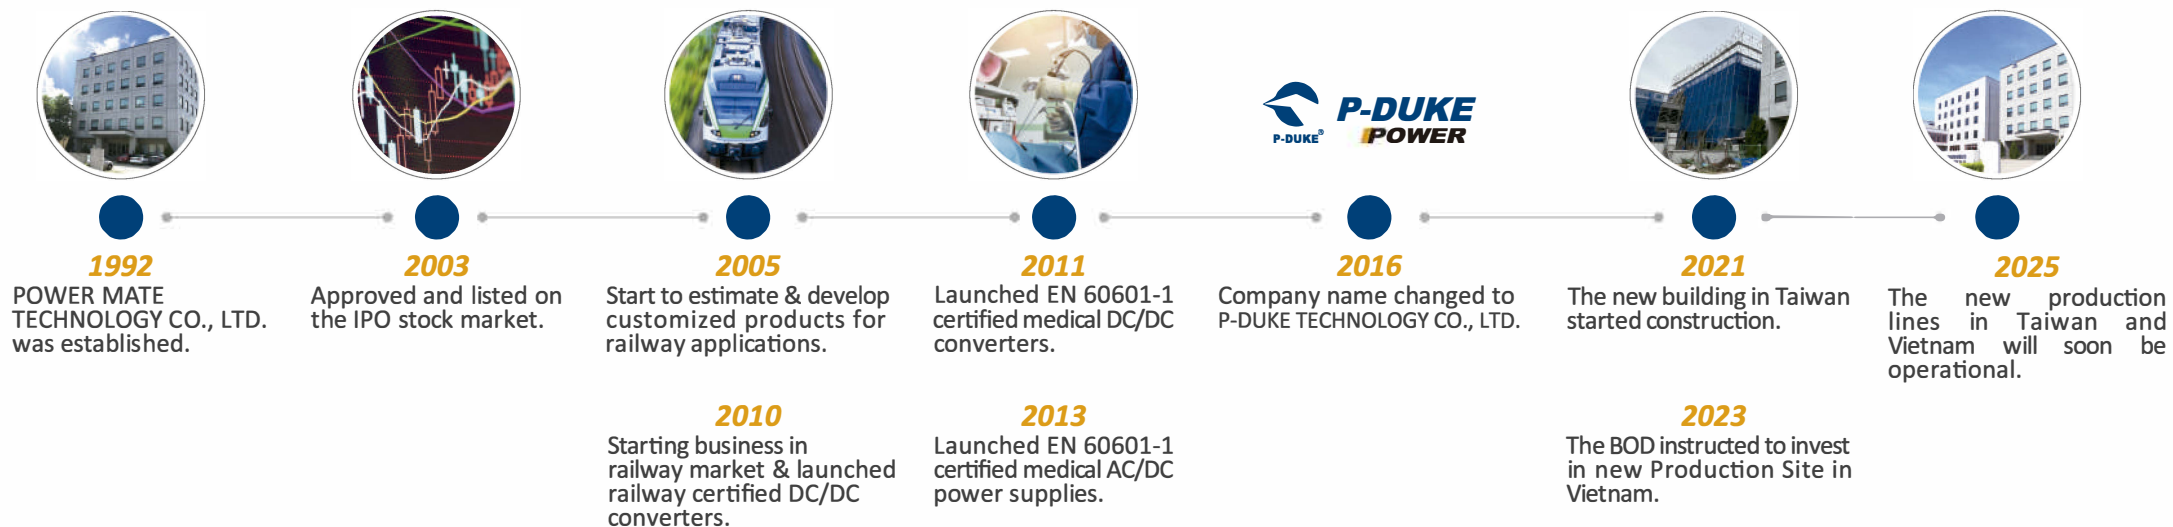 P-DUKE®
P-DUKE
POWER
1992
POWER MATE
TECHNOLOGY CO., LTD.
was established.
2003
Approved and listed on
the IPO stock market.
2005
Start to estimate & develop
customized products for
railway applications.
2010
Starting business in
railway market & launched
railway certified DC/DC
converters.
2011
Launched EN 60601-1
certified medical DC/DC
converters.
2013
Launched EN 60601-1
certified medical AC/DC
power supplies.
2016
Company name changed to
P-DUKE TECHNOLOGY CO., LTD.
2021
The new building in Taiwan
started construction.
2023
The BOD instructed to invest
in new Production Site in
Vietnam.
2025
The new production
lines in Taiwan and
Vietnam will soon be
operational.